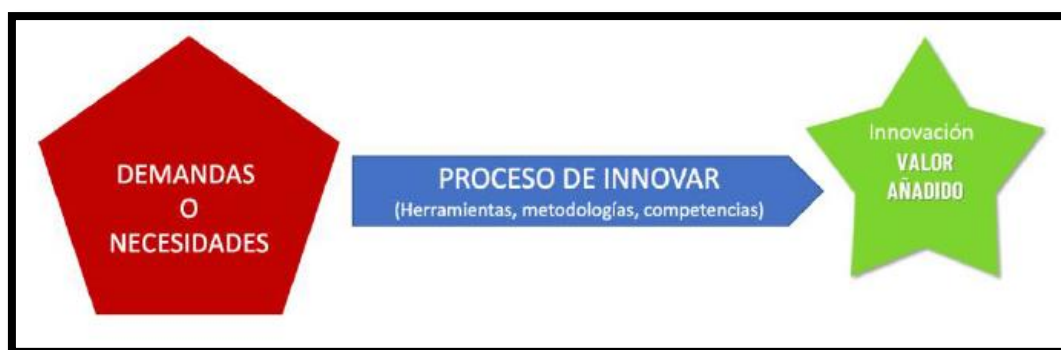 DEMANDAS
O
NECESIDADES
PROCESO DE INNOVAR
(Herramientas, metodologías, competencias)
Innovación
VALOR
AÑADIDO